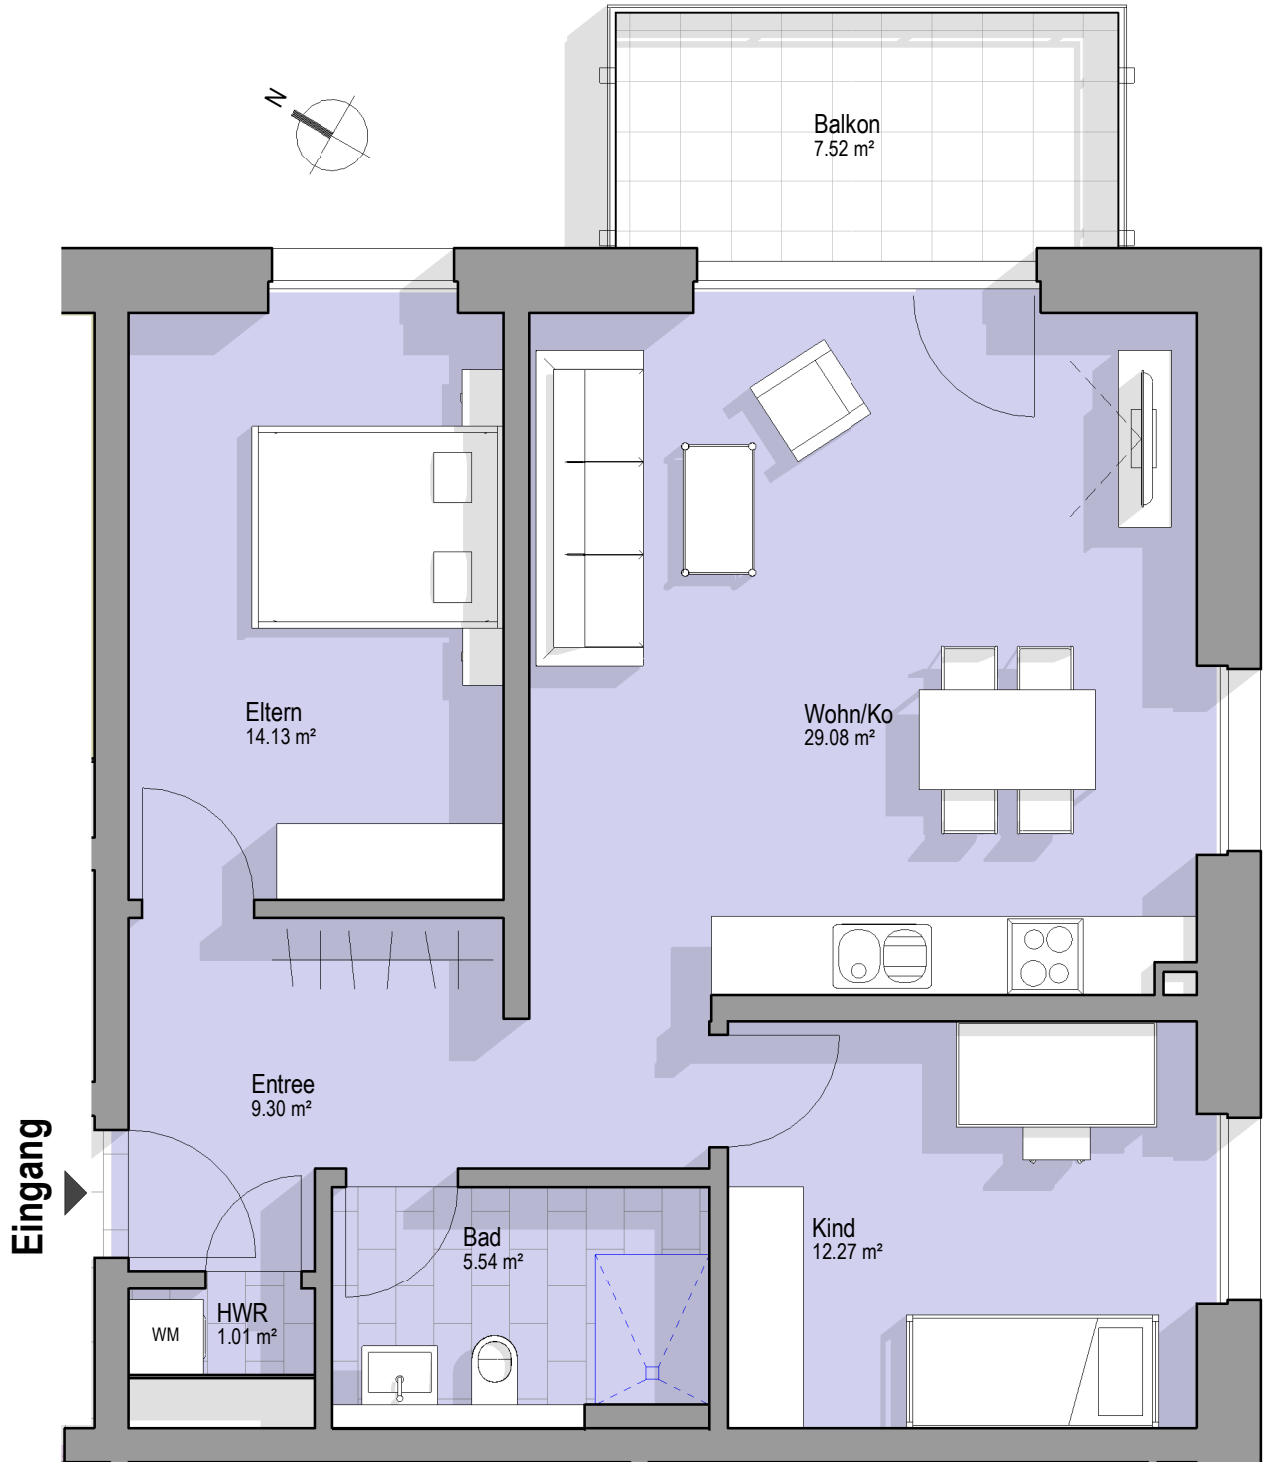 N
Balkon
7.52 m²
Eltern
14.13 m²
Wohn/Ko
29.08 m²
Entree
9.30 m²
Eingang
Bad
5.54 m²
Kind
12.27 m²
HWR
1.01 m²
WM